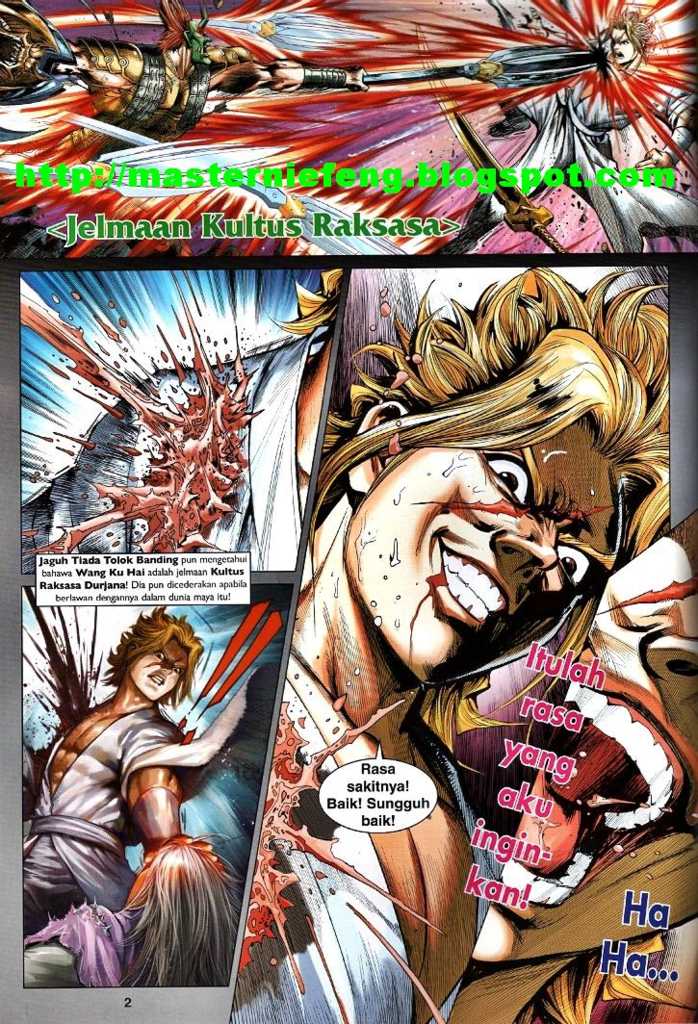 http://masterniefeng.blogspot.com
<Jelmaan Kultus Raksasa>
Jaguh Tiada Tolok Banding pun mengetahui
bahawa Wang Ku Hai adalah jelmaan Kultus
Raksasa Durjana! Dis pun dicederakan apabila
berlawan dengannya dalam dunia maya itu!
Rasa
sakitnya!
Baik! Sungguh
baik!
Itulah
rasa
yang
aku
ingin-
kan!
Ha
Ha...
2